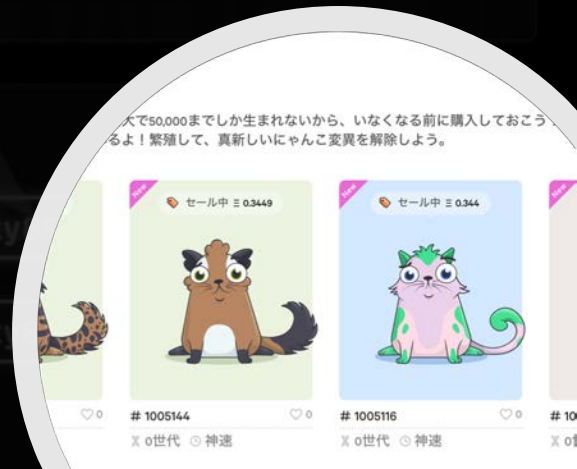 大で50,000までしか生まれないから、いなくなる前に購入しておこう
るよ！繁殖して、真新しいにゃんこ変異を解除しよう。
New
セール中 Ξ 0.3449
New
セール中 Ξ 0.344
New
0
# 1005144
0
# 1005116
0
# 10
0世代 神速
0世代 神速